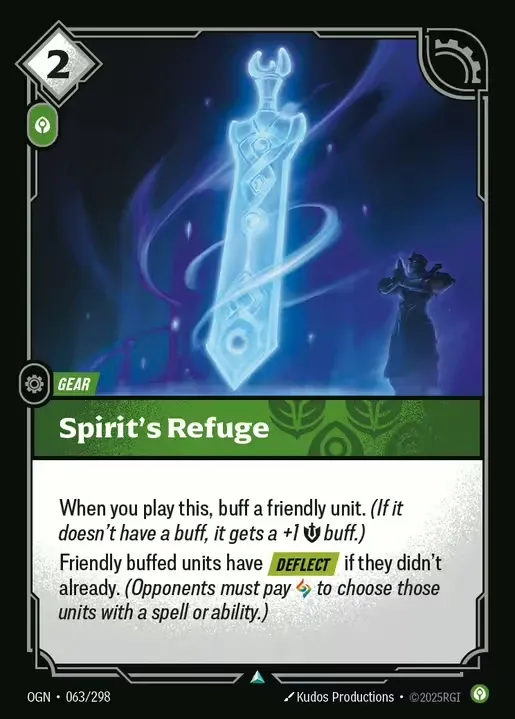 2
GEAR
Spirit's Refuge
When you play this, buff a friendly unit. (If it
doesn't have a buff, it gets a +1 buff.)
Friendly buffed units have DEFLECT if they didn't
already. (Opponents must pay to choose those
units with a spell or ability.)
OGN • 063/298
Kudos Productions • ©2025RGI